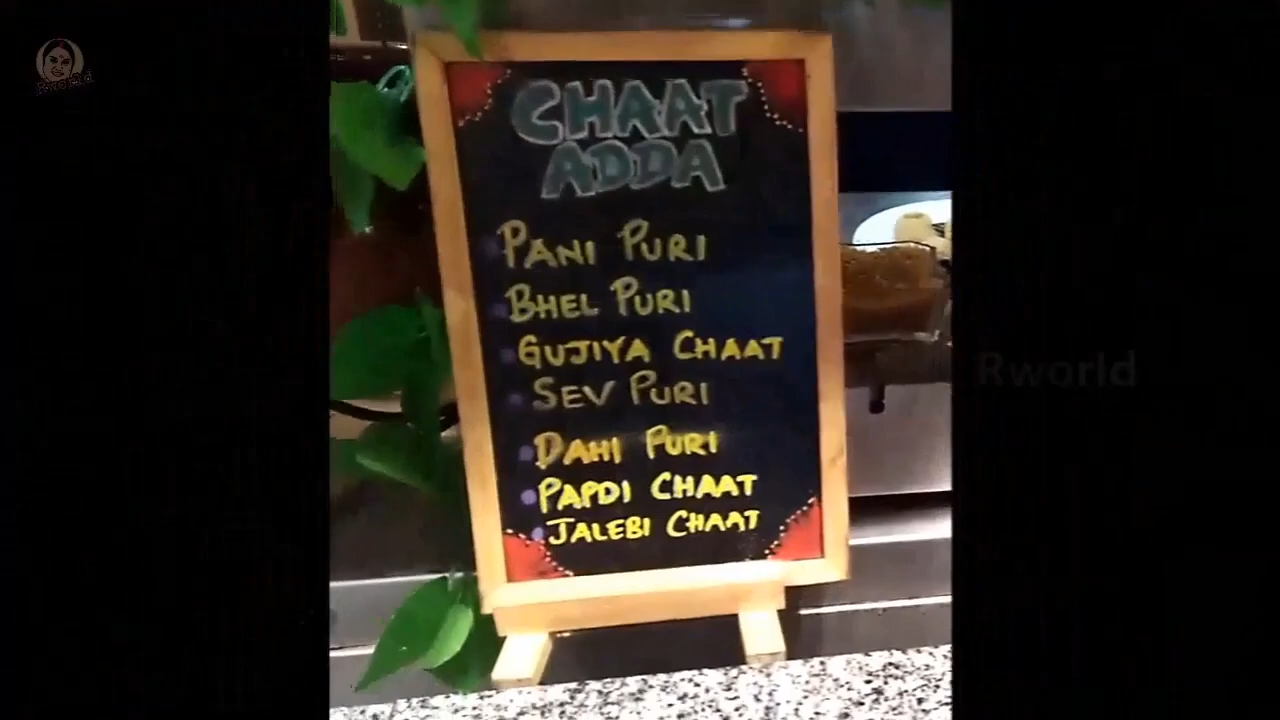 CHAAT
ADDA
PANI PURI
BHEL PURI
GUJIYA CHAAT
SEV PURI
DAHI PURI
PAPDI CHAAT
JALEBI CHAAT
Rworld